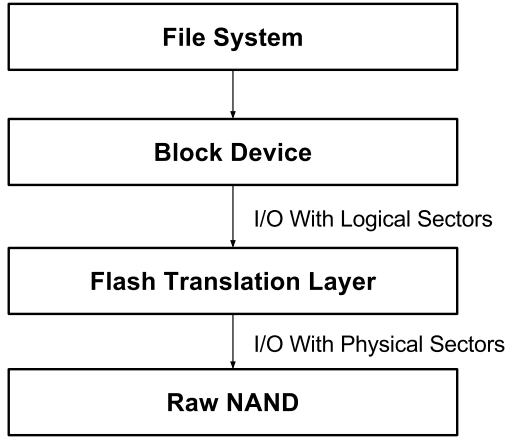 File System
Block Device
I/O With Logical Sectors
Flash Translation Layer
I/O With Physical Sectors
Raw NAND